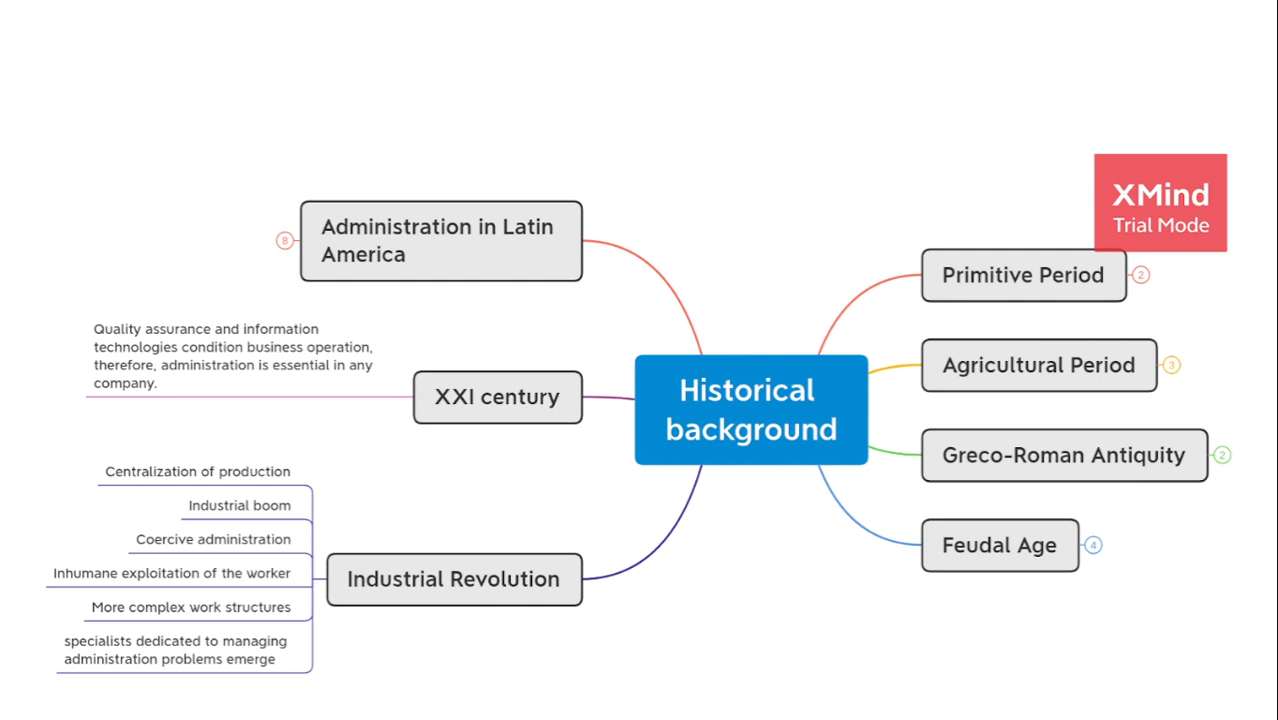 XMind
Trial Mode
Administration in Latin
America
8
Primitive Period
2
Quality assurance and information
technologies condition business operation,
therefore, administration is essential in any
company.
XXI century
Historical
background
Agricultural Period
3
Greco-Roman Antiquity
2
Feudal Age
4
Centralization of production
Industrial boom
Coercive administration
Inhumane exploitation of the worker
More complex work structures
specialists dedicated to managing
administration problems emerge
Industrial Revolution